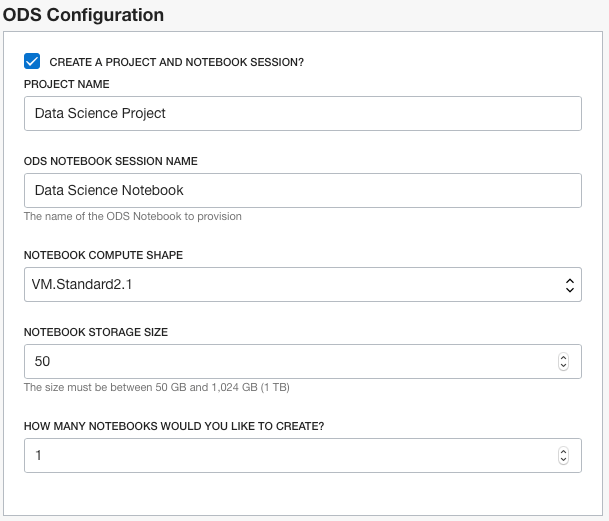 ODS Configuration
CREATE A PROJECT AND NOTEBOOK SESSION?
PROJECT NAME
Data Science Project
ODS NOTEBOOK SESSION NAME
Data Science Notebook
The name of the ODS Notebook to provision
NOTEBOOK COMPUTE SHAPE
VM.Standard2.1
NOTEBOOK STORAGE SIZE
50
The size must be between 50 GB and 1,024 GB (1 TB)
HOW MANY NOTEBOOKS WOULD YOU LIKE TO CREATE?
1